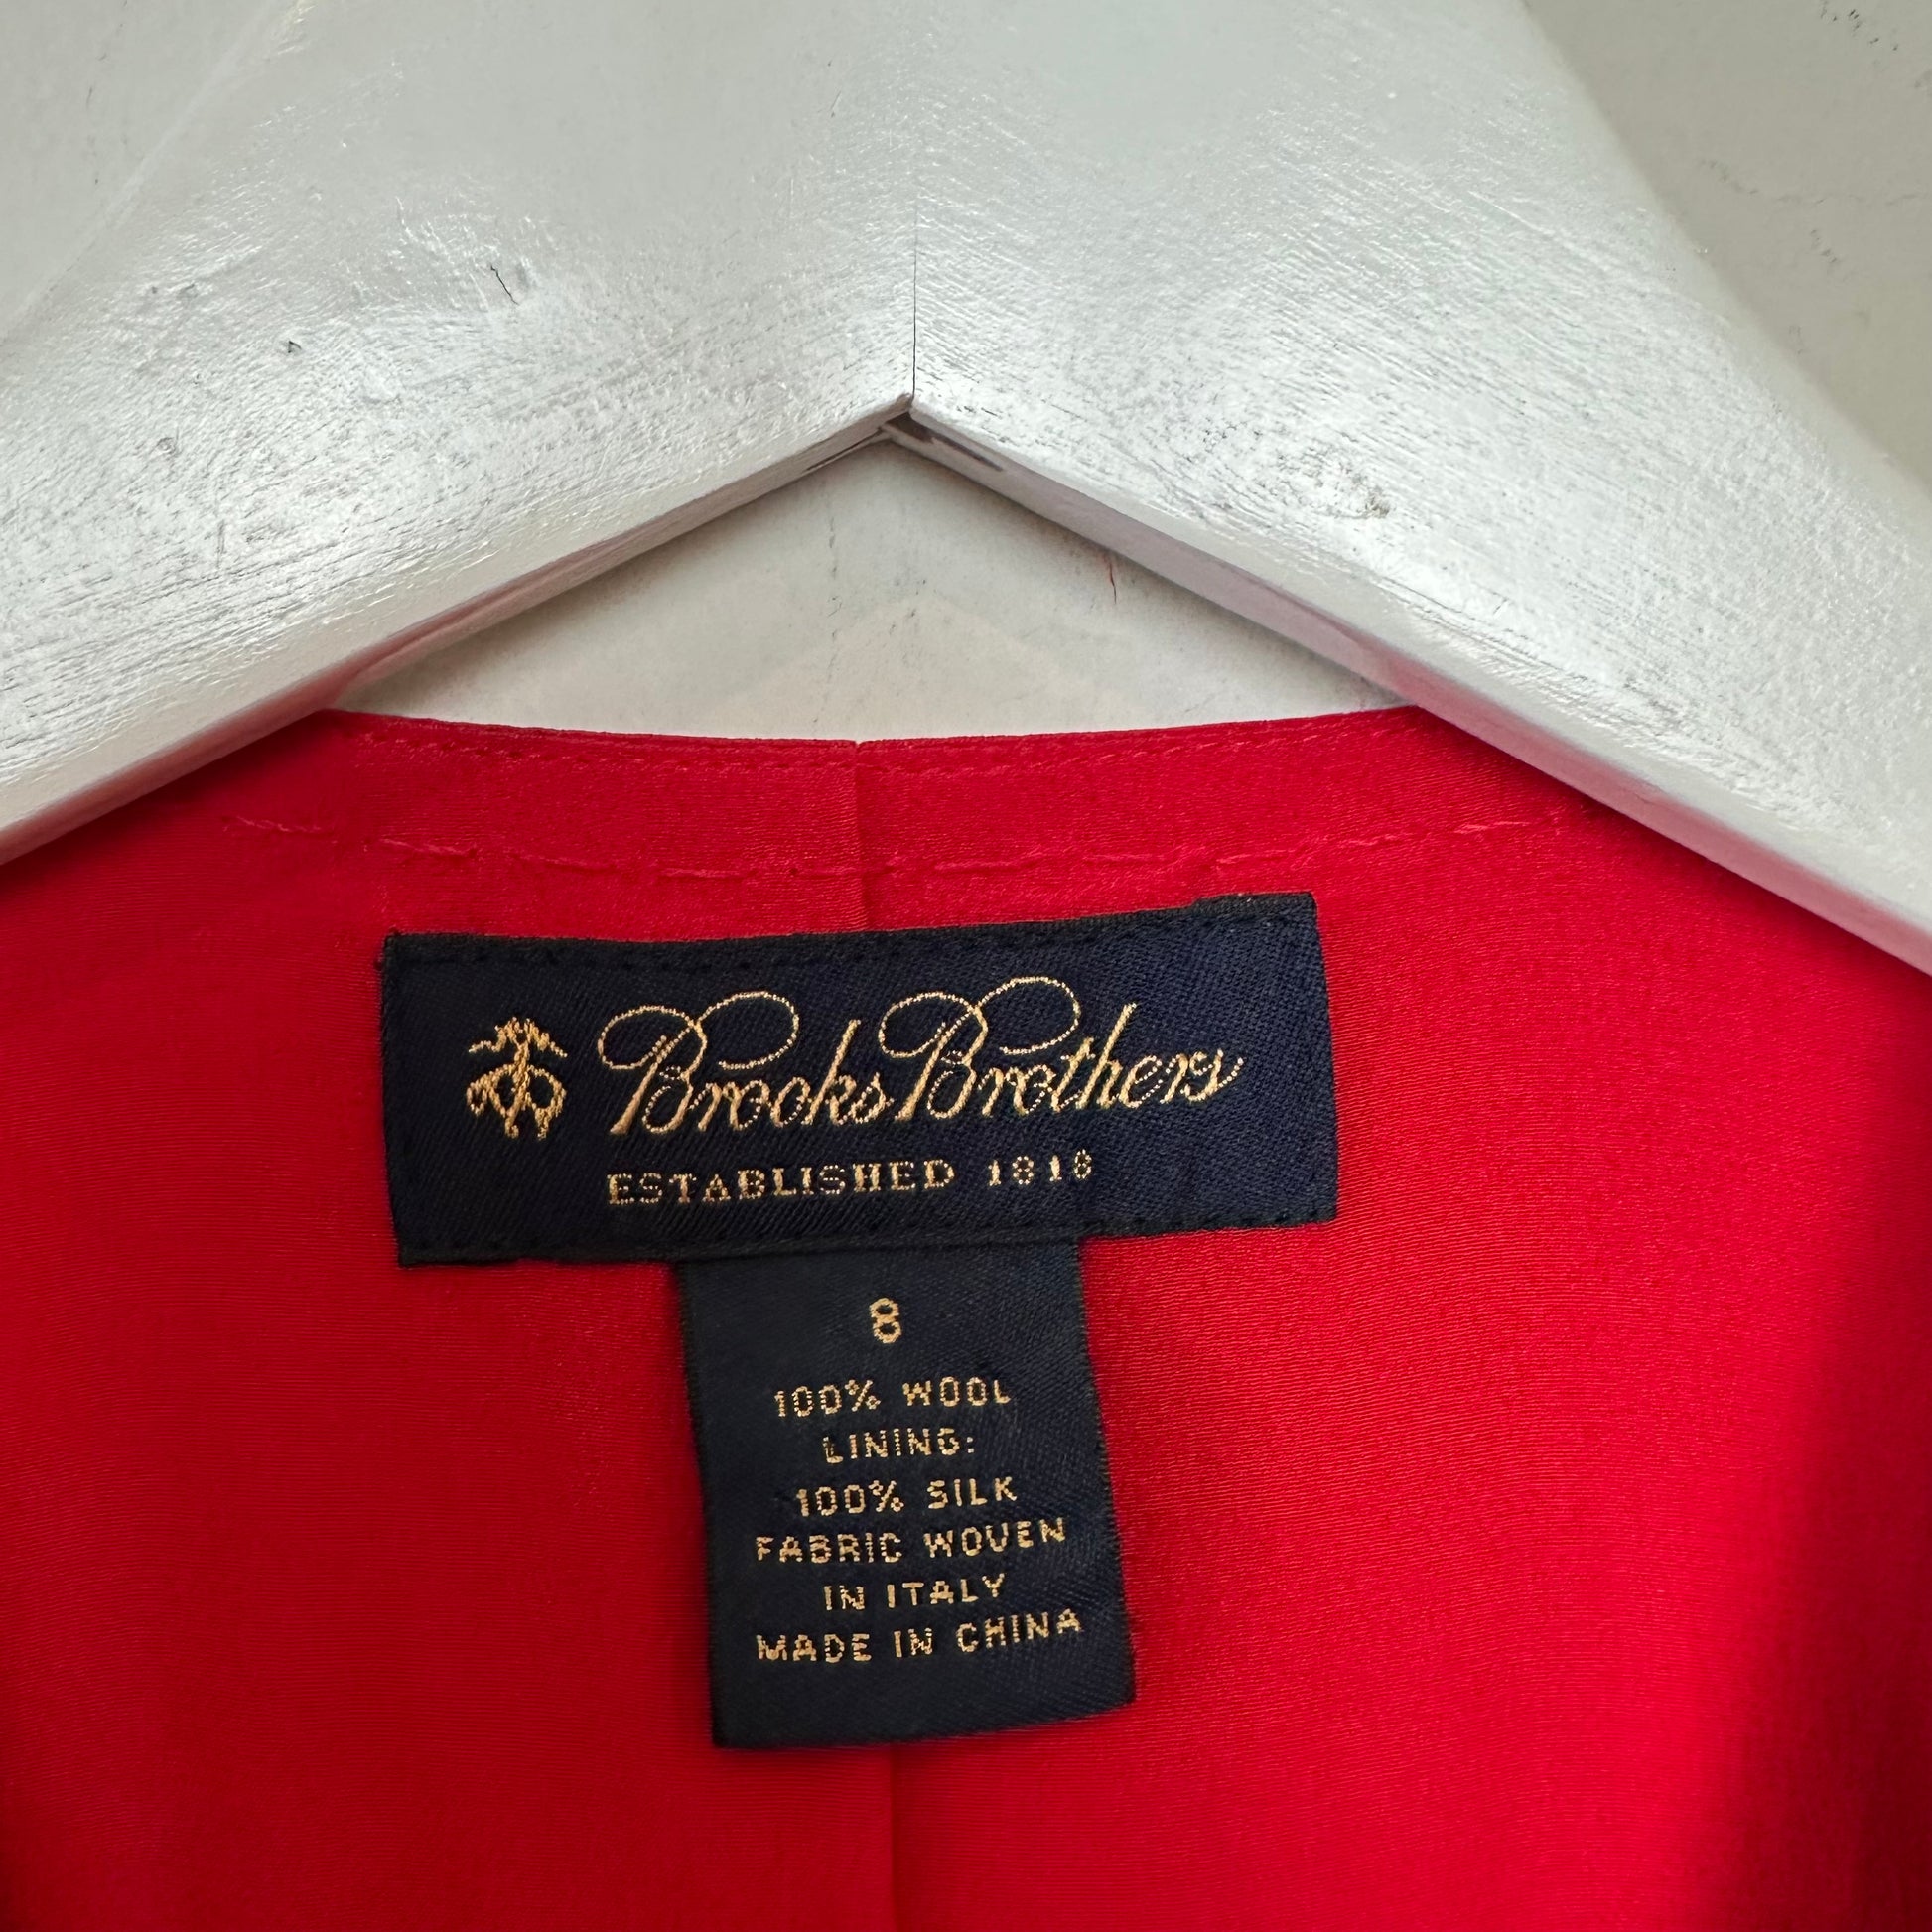 Brooks Brothers
ESTABLISHED 1818
8
100% WOOL
LINING:
100% SILK
FABRIC WOVEN
IN ITALY
MADE IN CHINA